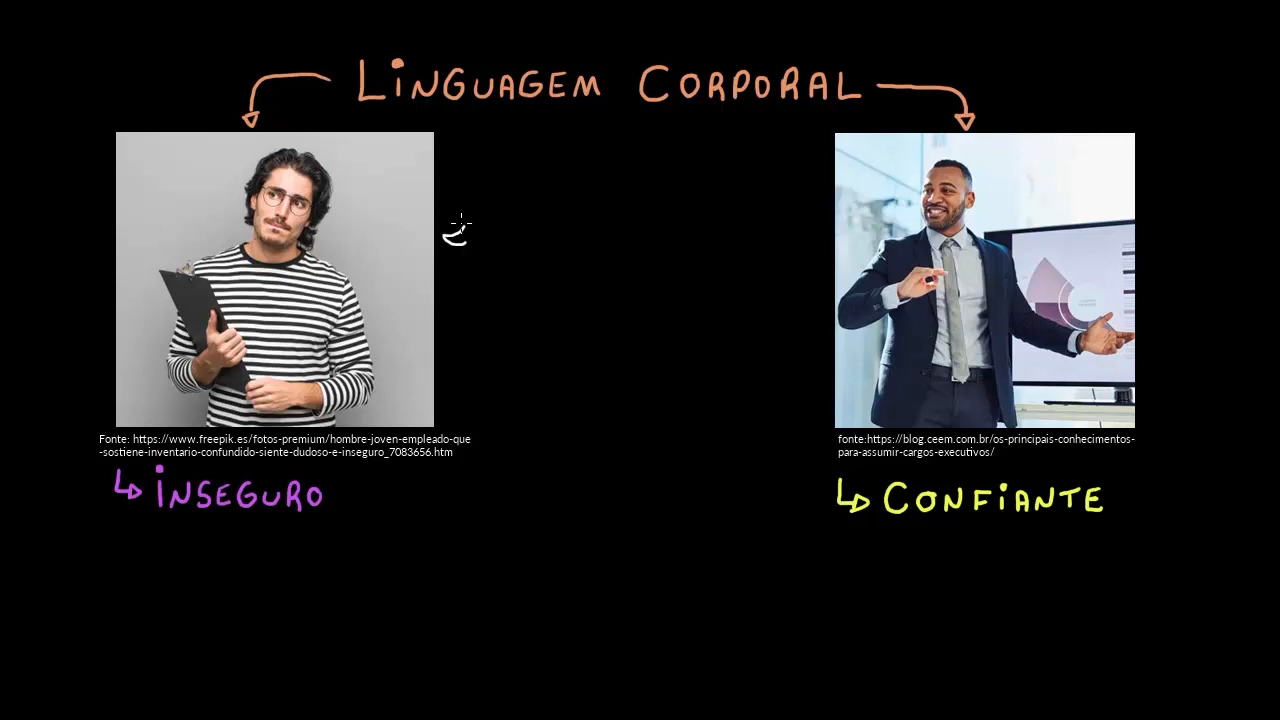 LINGUAGEM CORPORAL
Fonte: https://www.freepik.es/fotos-premium/hombre-joven-empleado-que
-sostiene-inventario-confundido-siente-dudoso-e-inseguro_7083656.htm
INSEGURO
fonte:https://blog.ceem.com.br/os-principais-conhecimentos-
para-assumir-cargos-executivos/
CONFIANTE